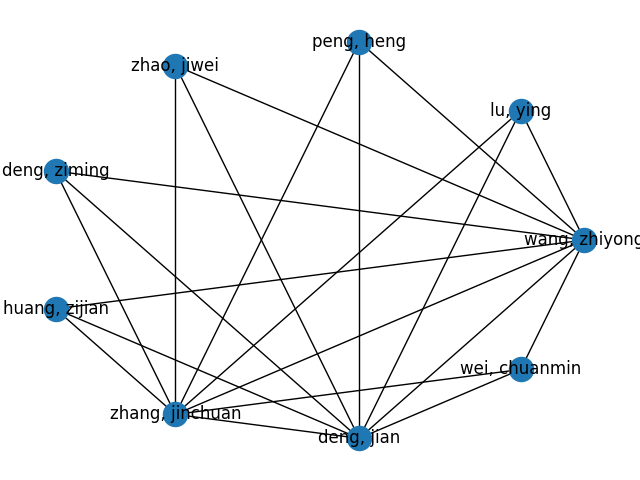 peng, heng
zhao, jiwei
lu, ying
deng, ziming
wang, zhiyong
huang, zijian
wei, chuanmin
zhang, jinchuan
deng, jian